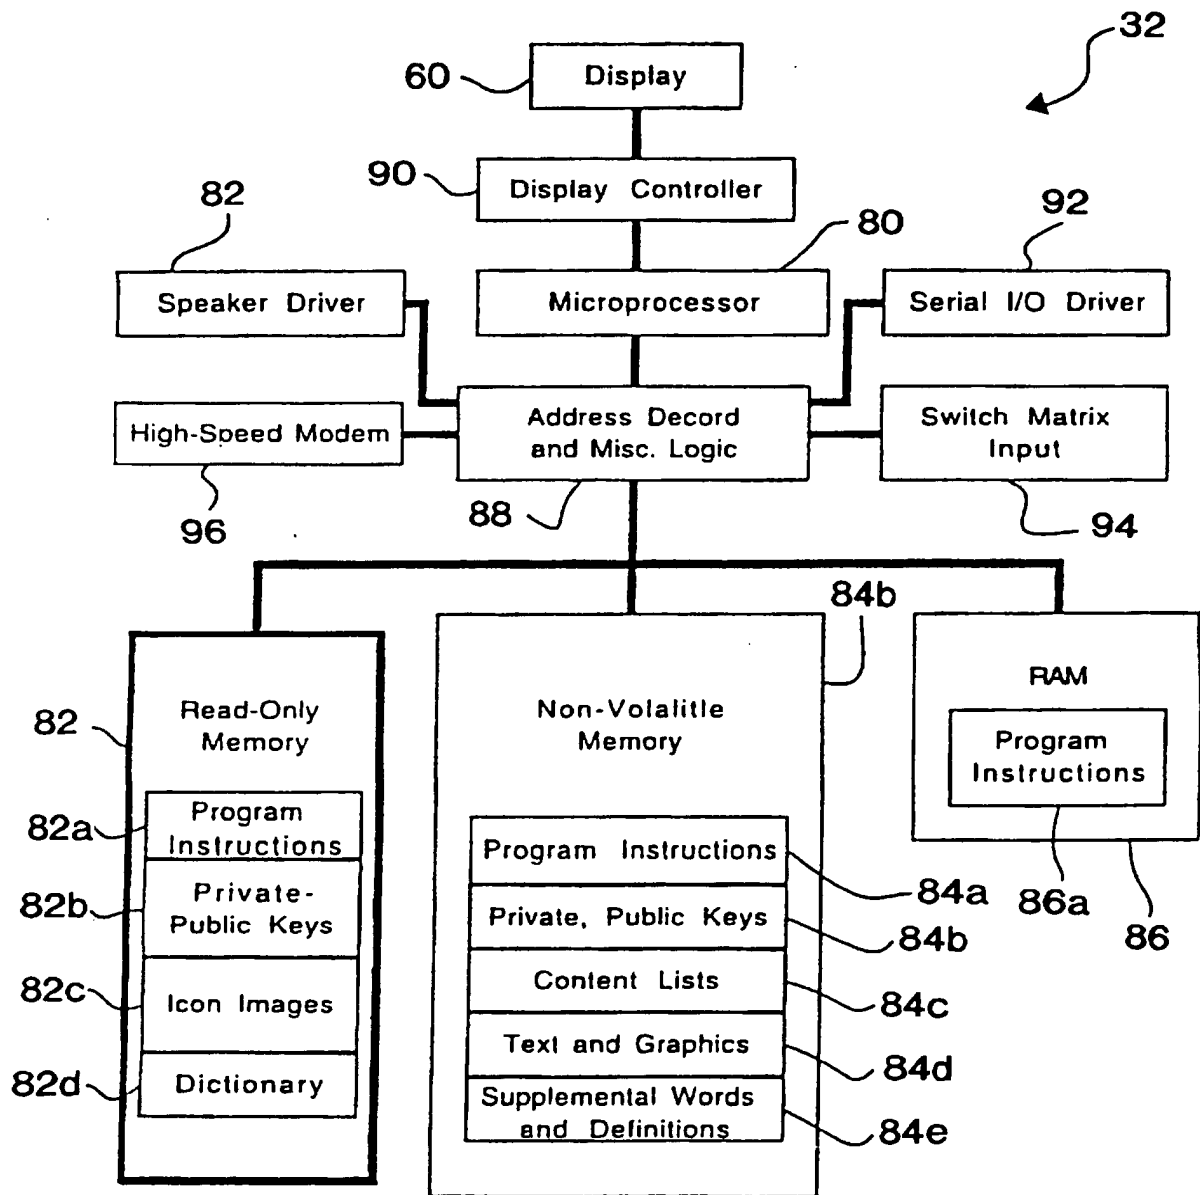 32
60
Display
90
Display Controller
82
80
92
Speaker Driver
Microprocessor
Serial I/O Driver
High-Speed Modem
Address Decord
and Misc. Logic
Switch Matrix
Input
96
88
94
84b
82
Read-Only
Memory
Non-Volalitle
Memory
RAM
Program
Instructions
82a
Program
Instructions
82b
Private-
Public Keys
82c
Icon Images
82d
Dictionary
Program Instructions
84a
Private, Public Keys
84b
Content Lists
84c
Text and Graphics
84d
Supplemental Words
and Definitions
84e
86a
86